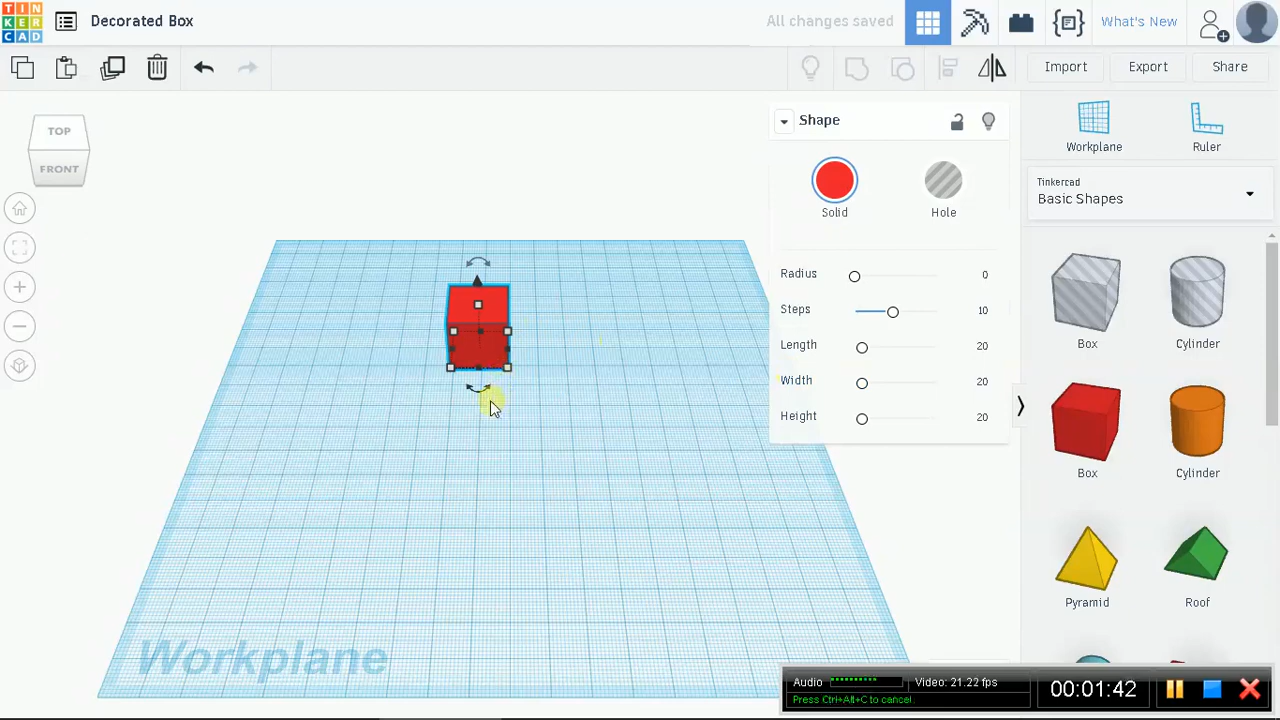 TIN
KER
CAD
Decorated Box
All changes saved
What's New
Import
Export
Share
TOP
FRONT
Shape
Solid
Hole
Radius 0
Steps 10
Length 20
Width 20
Height 20
Workplane
Ruler
Tinkercad
Basic Shapes
Box
Cylinder
Box
Cylinder
Pyramid
Roof
Workplane
Audio
Video: 21.22 fps
Press Ctrl+Alt+C to cancel.
00:01:42